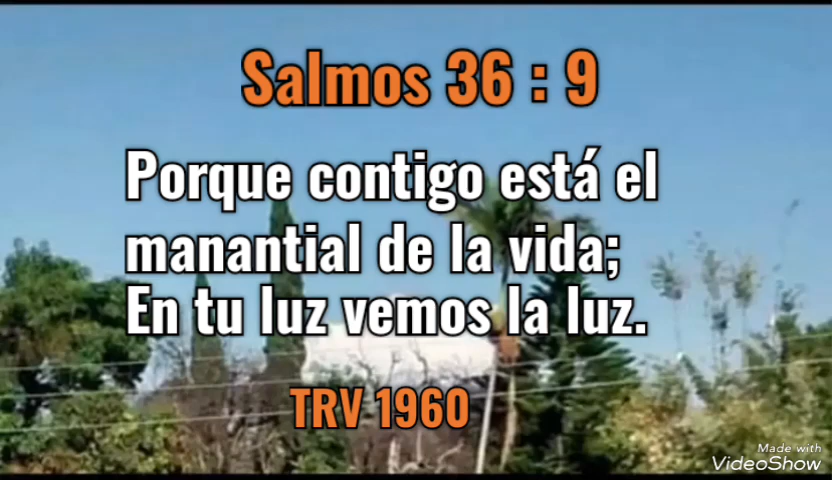 Salmos 36 : 9
Porque contigo está el
manantial de la vida;
En tu luz vemos la luz.
TRV 1960
Made with
VideoShow